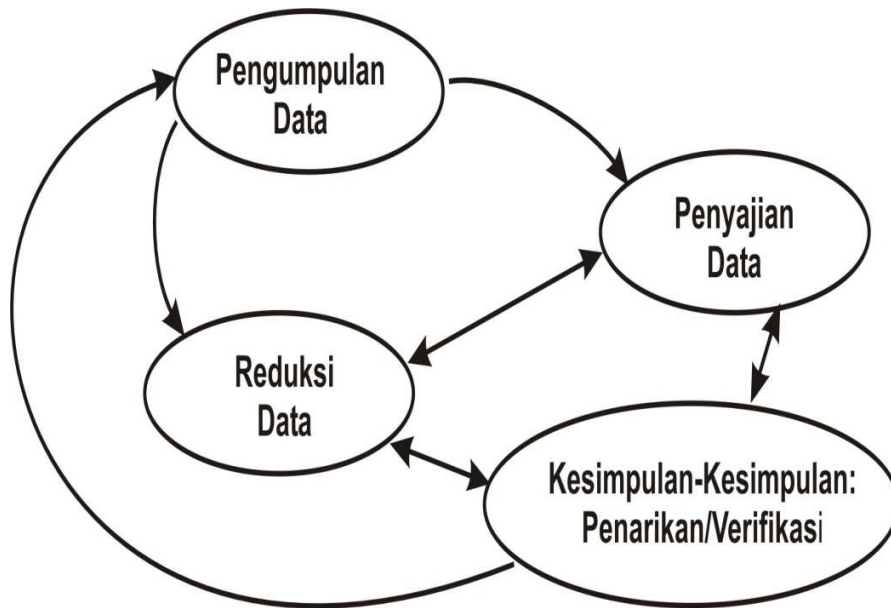 Pengumpulan
Data
Penyajian
Data
Reduksi
Data
Kesimpulan-Kesimpulan:
Penarikan/Verifikasi